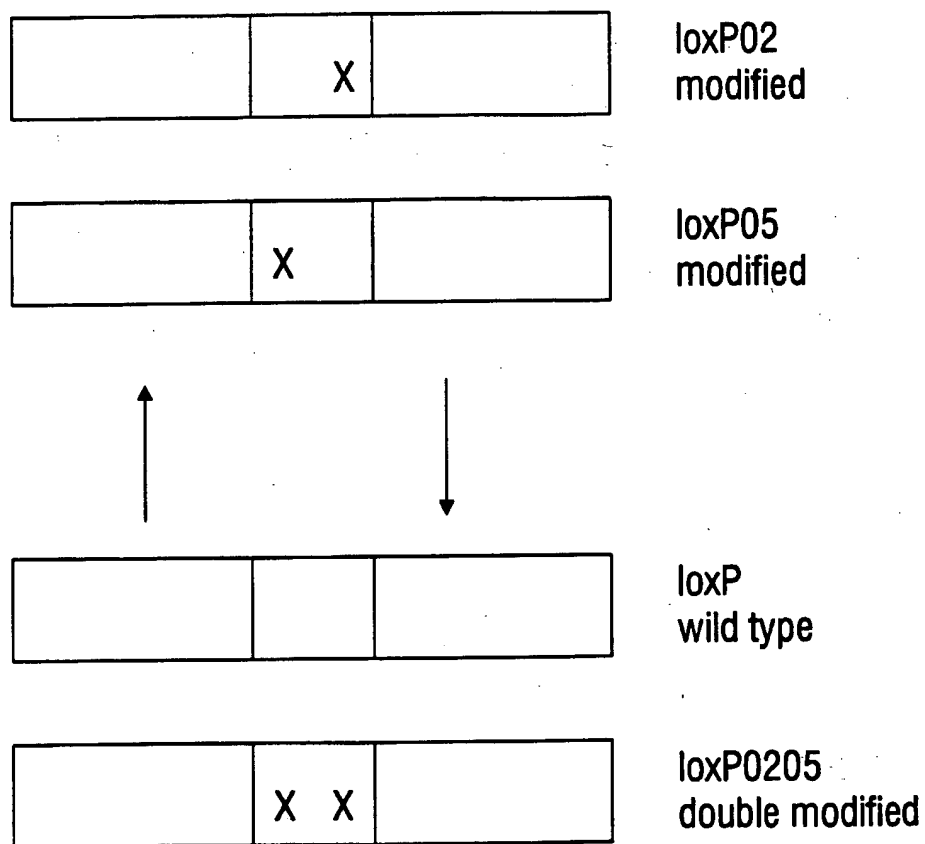 X
loxP02
modified
X
loxP05
modified
loxP
wild type
X X
loxP0205
double modified